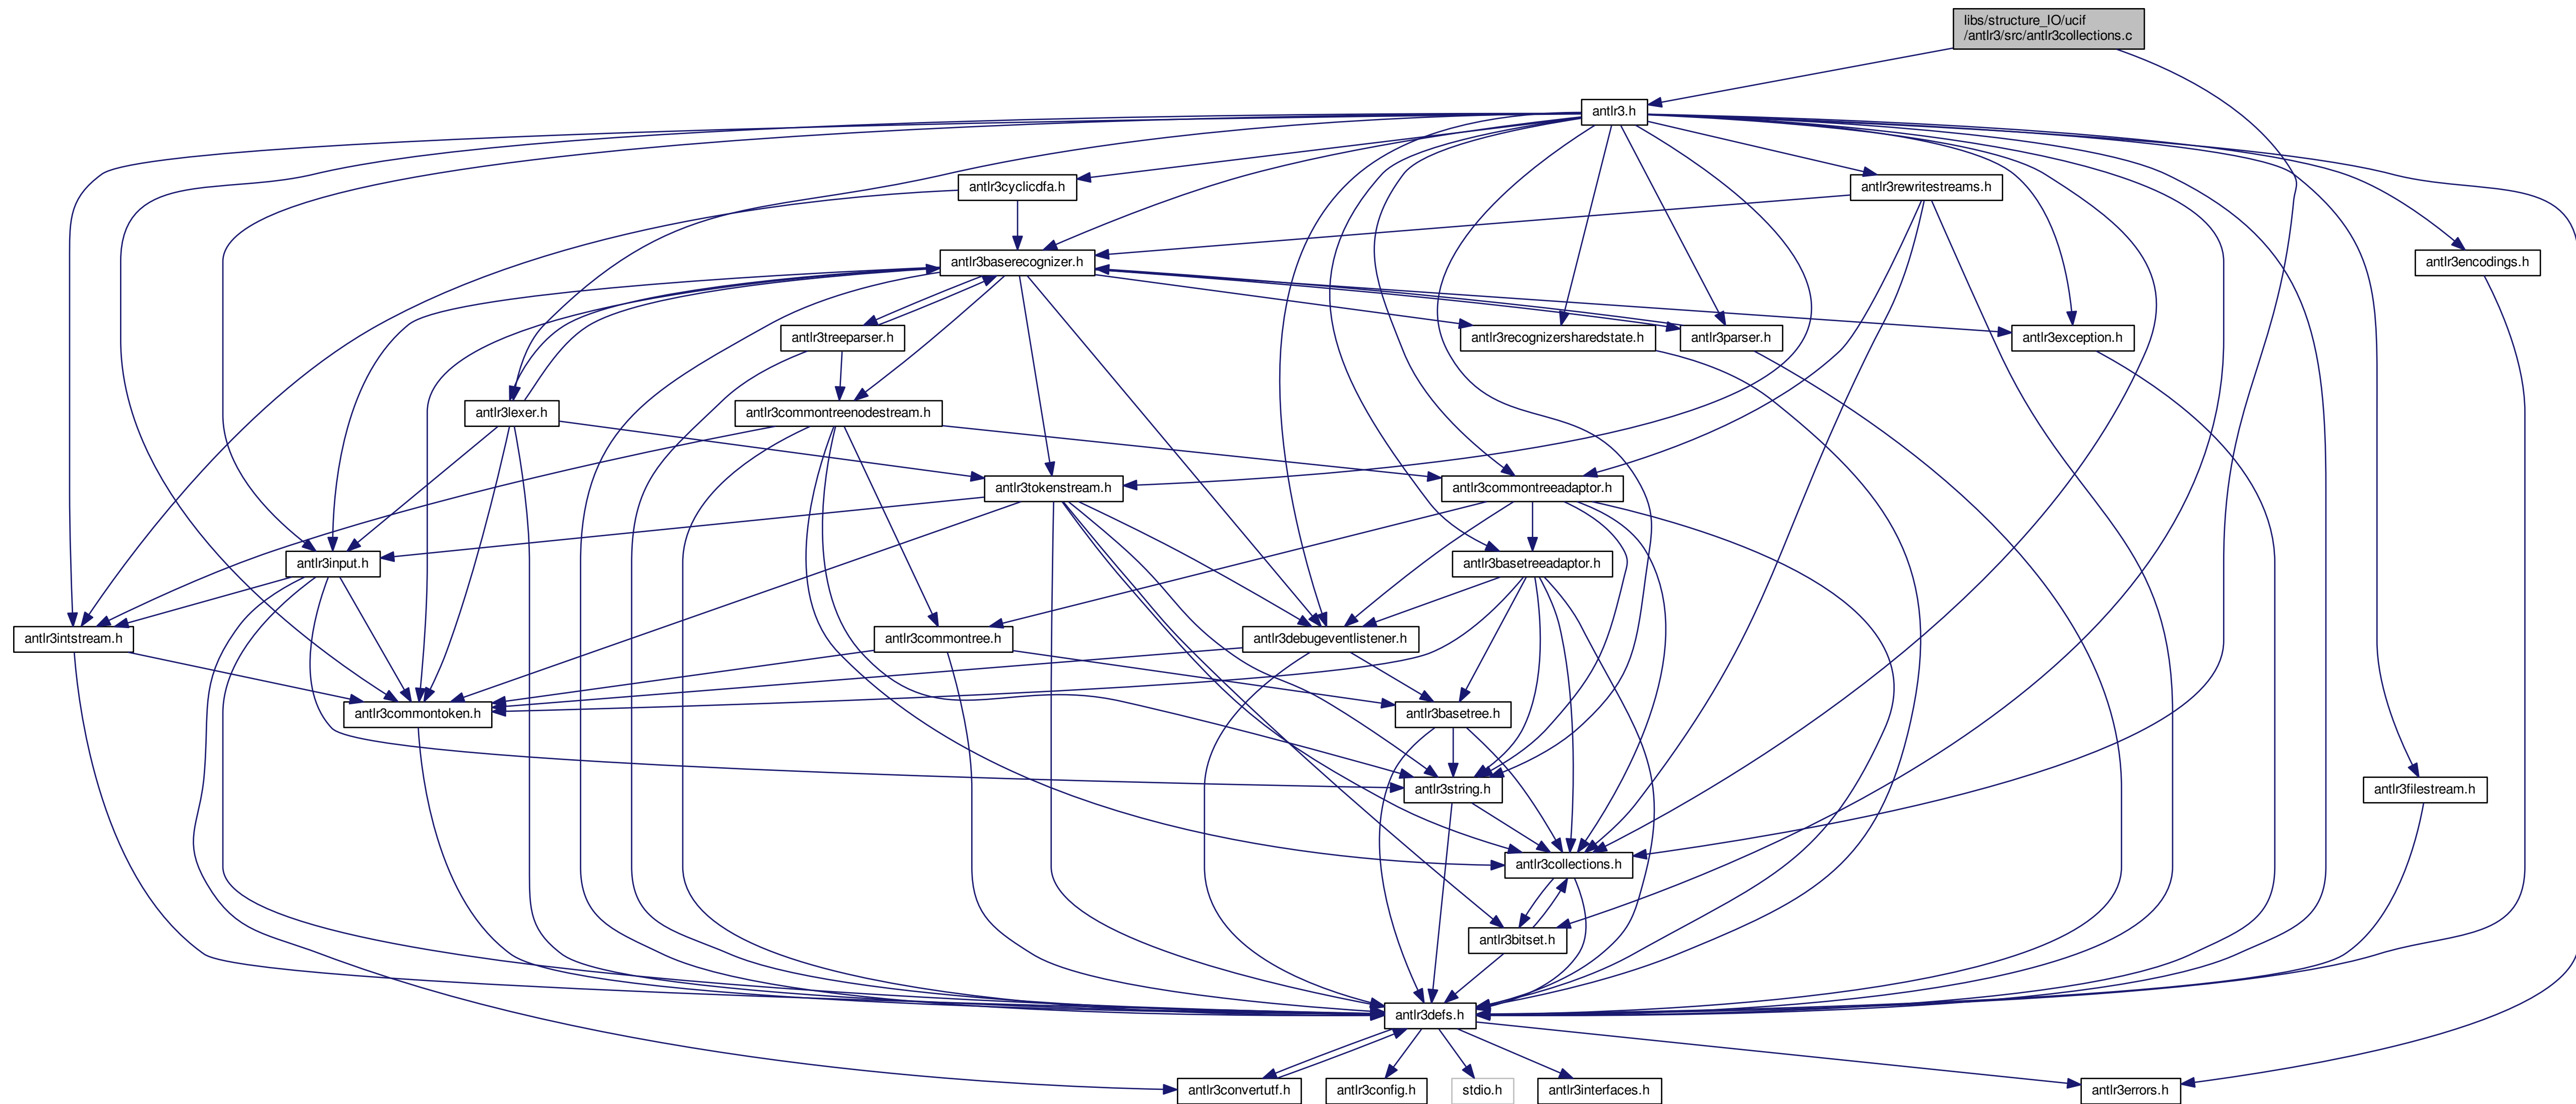 libs/structure_IO/ucif
/antlr3/src/antlr3collections.c
antlr3.h
antlr3cyclicdfa.h
antlr3rewritestreams.h
antlr3baserecognizer.h
antlr3encodings.h
antlr3treeparser.h
antlr3recognizersharedstate.h
antlr3parser.h
antlr3exception.h
antlr3lexer.h
antlr3commontreenodestream.h
antlr3tokenstream.h
antlr3commontreeadaptor.h
antlr3input.h
antlr3basetreeadaptor.h
antlr3intstream.h
antlr3commontree.h
antlr3debugeventlistener.h
antlr3commontoken.h
antlr3basetree.h
antlr3string.h
antlr3filestream.h
antlr3collections.h
antlr3bitset.h
antlr3defs.h
antlr3convertutf.h
antlr3config.h
stdio.h
antlr3interfaces.h
antlr3errors.h